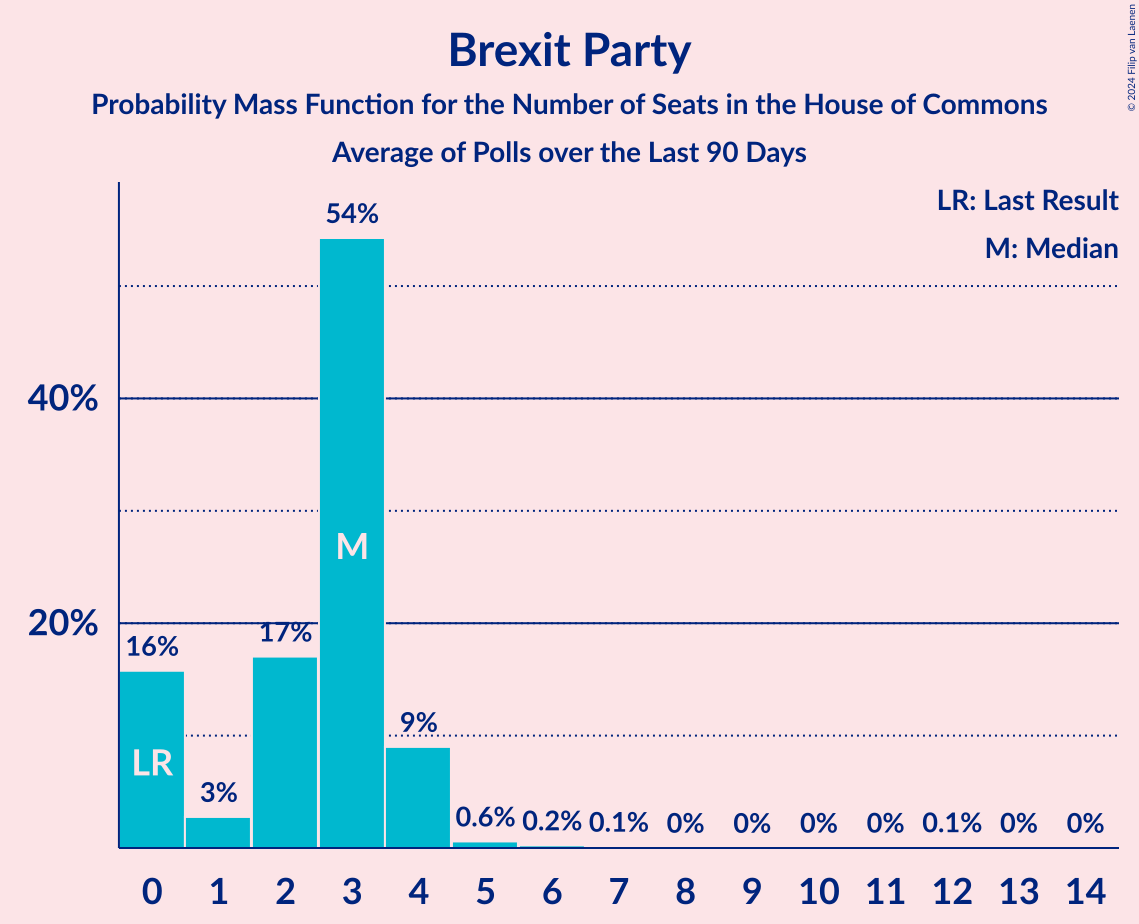 Brexit Party
Probability Mass Function for the Number of Seats in the House of Commons
Average of Polls over the Last 90 Days
© 2024 Filip van Laenen
LR: Last Result
M: Median
54%
40%
M
20%
17%
16%
9%
LR
3%
0.6% 0.2% 0.1% 0% 0% 0% 0% 0.1% 0% 0%
0 1 2 3 4 5 6 7 8 9 10 11 12 13 14